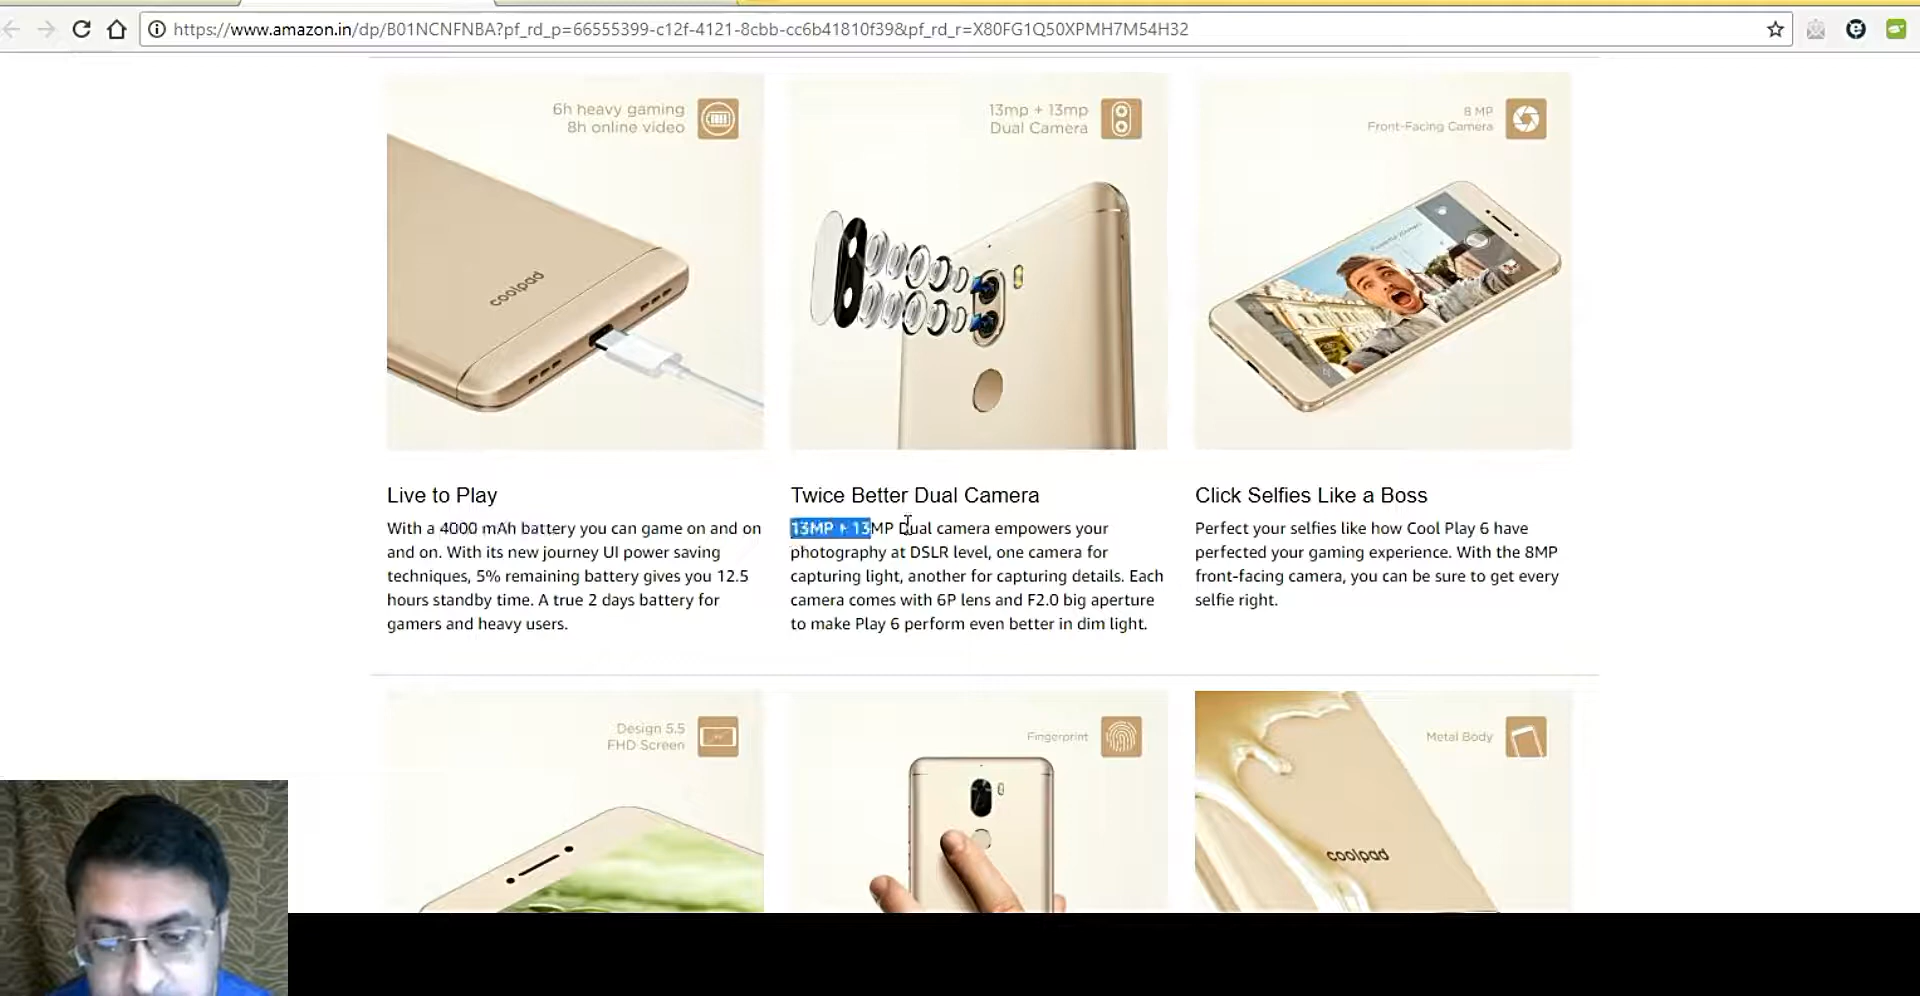 https://www.amazon.in/dp/B01NCNFNBA?pf_rd_p=66555399-c12f-4121-8cbb-cc6b41810f39&pf_rd_r=X80FG1Q50XPMH7M54H32
6h heavy gaming
8h online video
coolpad
13mp + 13mp
Dual Camera
8 MP
Front-Facing Camera
Live to Play
With a 4000 mAh battery you can game on and on
and on. With its new journey UI power saving
techniques, 5% remaining battery gives you 12.5
hours standby time. A true 2 days battery for
gamers and heavy users.
Twice Better Dual Camera
13MP + 13MP Dual camera empowers your
photography at DSLR level, one camera for
capturing light, another for capturing details. Each
camera comes with 6P lens and F2.0 big aperture
to make Play 6 perform even better in dim light.
Click Selfies Like a Boss
Perfect your selfies like how Cool Play 6 have
perfected your gaming experience. With the 8MP
front-facing camera, you can be sure to get every
selfie right.
Design 5.5
FHD Screen
Fingerprint
Metal Body
coolpad